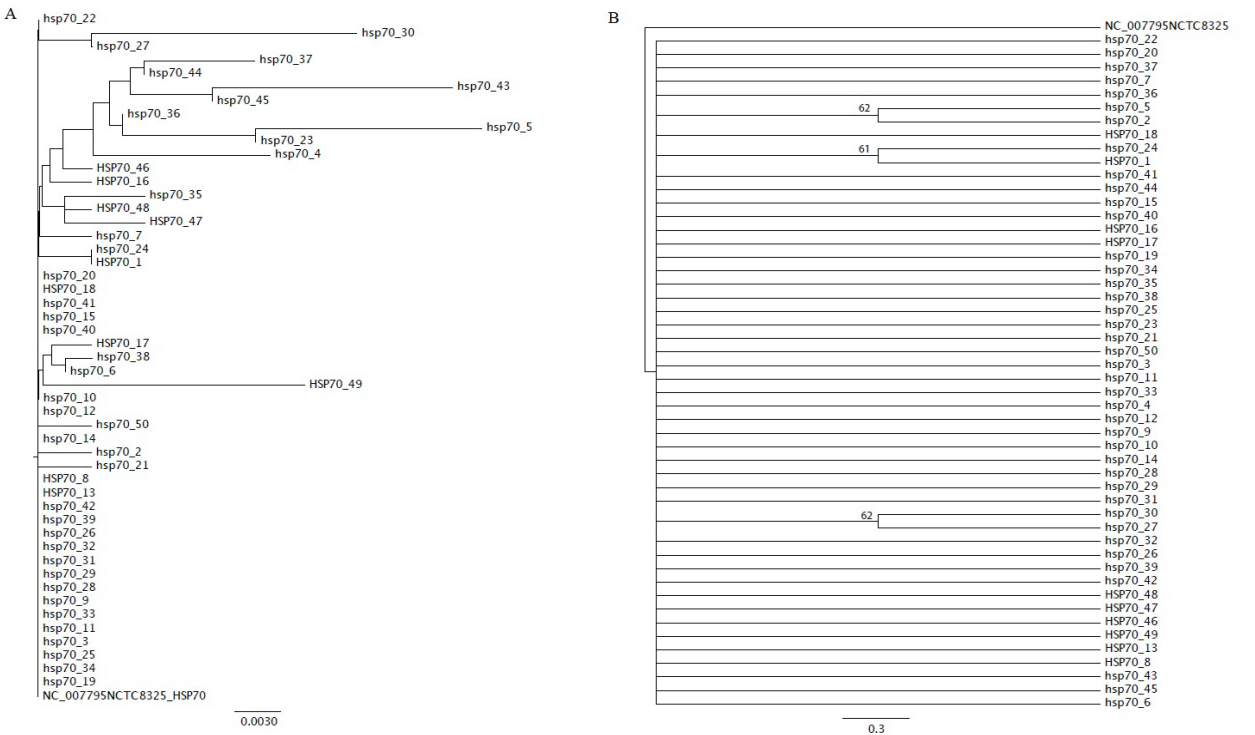 A
hsp70_22
hsp70_30
hsp70_27
hsp70_37
hsp70_44
hsp70_43
hsp70_45
hsp70_36
hsp70_5
hsp70_23
hsp70_4
HSP70_46
HSP70_16
hsp70_35
HSP70_48
HSP70_47
hsp70_7
hsp70_24
HSP70_1
hsp70_20
HSP70_18
hsp70_41
hsp70_15
hsp70_40
HSP70_17
hsp70_38
hsp70_6
HSP70_49
hsp70_10
hsp70_12
hsp70_50
hsp70_14
hsp70_2
hsp70_21
HSP70_8
HSP70_13
hsp70_42
hsp70_39
hsp70_26
hsp70_32
hsp70_31
hsp70_29
hsp70_28
hsp70_9
hsp70_33
hsp70_11
hsp70_3
hsp70_25
hsp70_34
hsp70_19
NC_007795NCTC8325_HSP70
0.0030
B
NC_007795NCTC8325
hsp70_22
hsp70_20
hsp70_37
hsp70_7
hsp70_36
62
hsp70_5
hsp70_2
HSP70_18
61
hsp70_24
HSP70_1
hsp70_41
hsp70_44
hsp70_15
hsp70_40
HSP70_16
HSP70_17
hsp70_19
hsp70_34
hsp70_35
hsp70_38
hsp70_25
hsp70_23
hsp70_21
hsp70_50
hsp70_3
hsp70_11
hsp70_33
hsp70_4
hsp70_12
hsp70_9
hsp70_10
hsp70_14
hsp70_28
hsp70_29
hsp70_31
62
hsp70_30
hsp70_27
hsp70_32
hsp70_26
hsp70_39
hsp70_42
HSP70_48
HSP70_47
HSP70_46
HSP70_49
HSP70_13
HSP70_8
hsp70_43
hsp70_45
hsp70_6
0.3